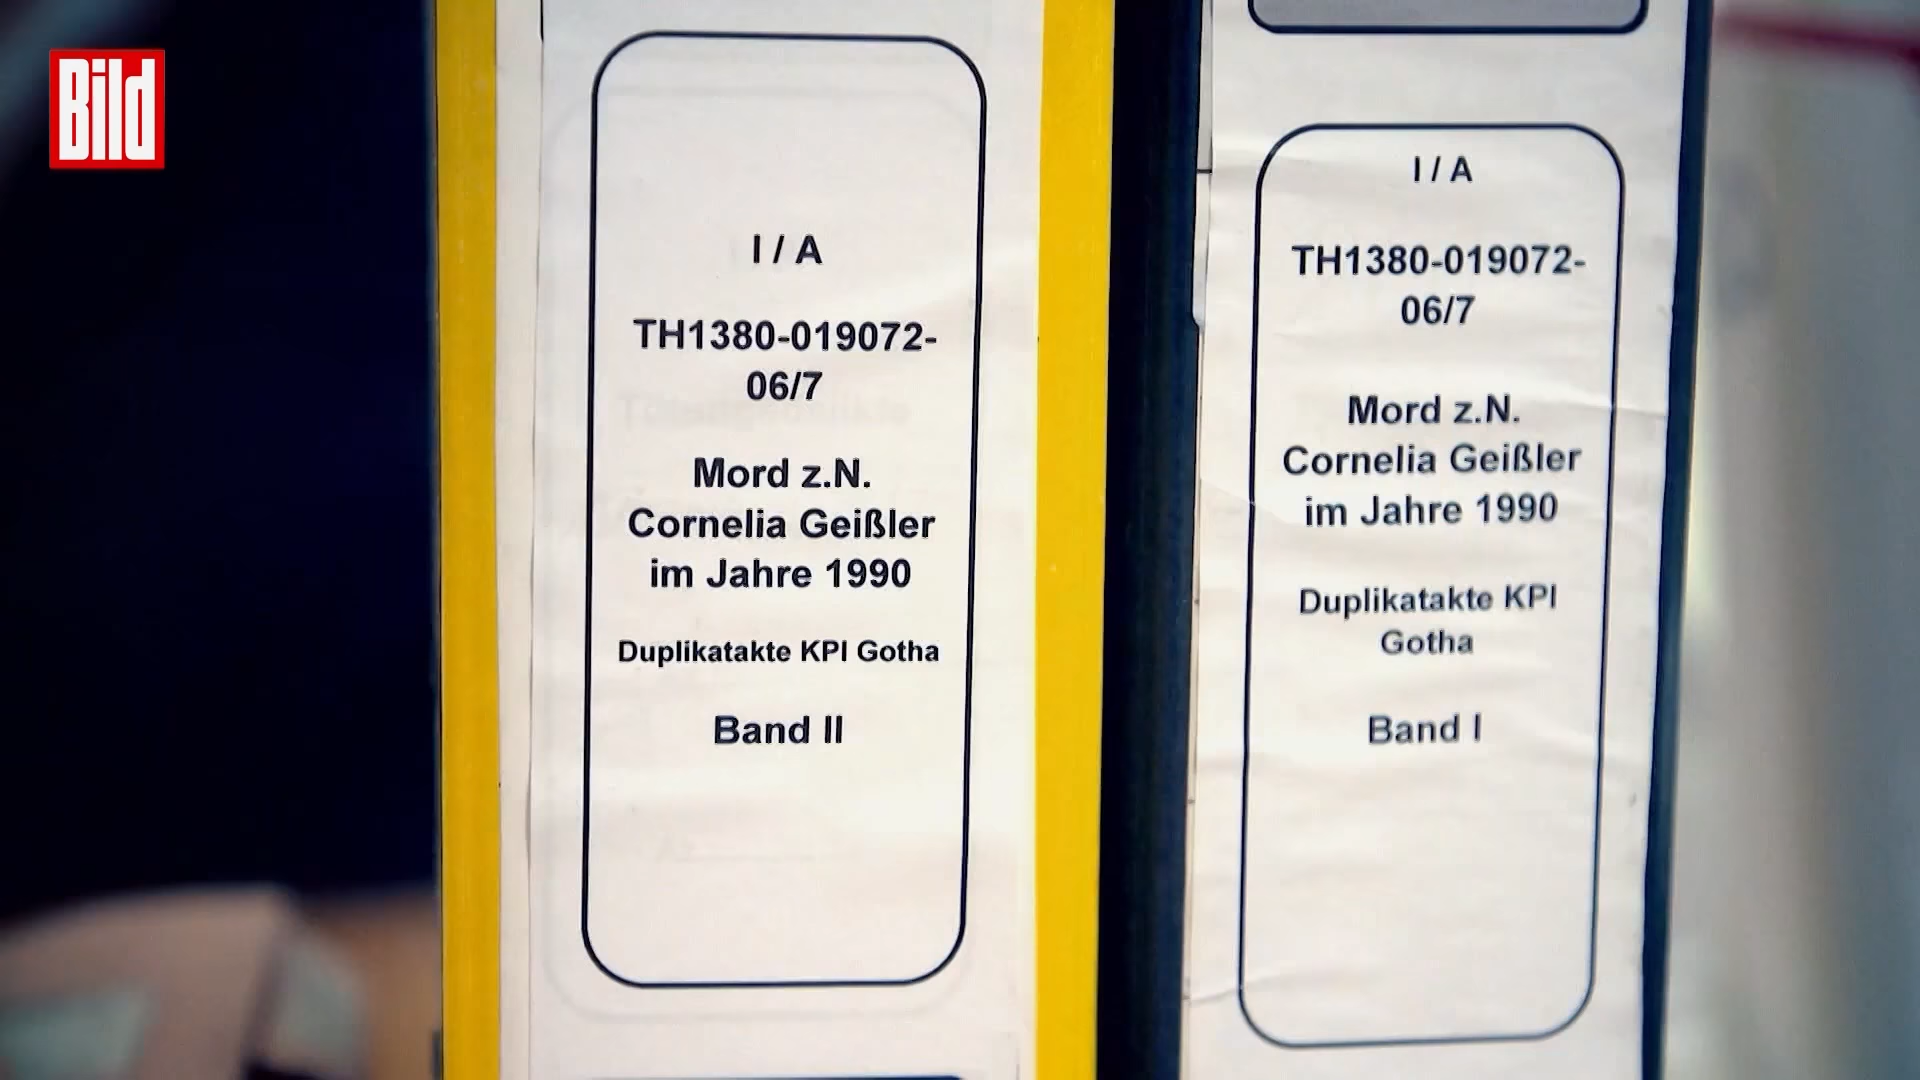 Bild
I / A
TH1380-019072-
06/7
Mord z.N.
Cornelia Geißler
im Jahre 1990
Duplikatakte KPI Gotha
Band II
I / A
TH1380-019072-
06/7
Mord z.N.
Cornelia Geißler
im Jahre 1990
Duplikatakte KPI
Gotha
Band I